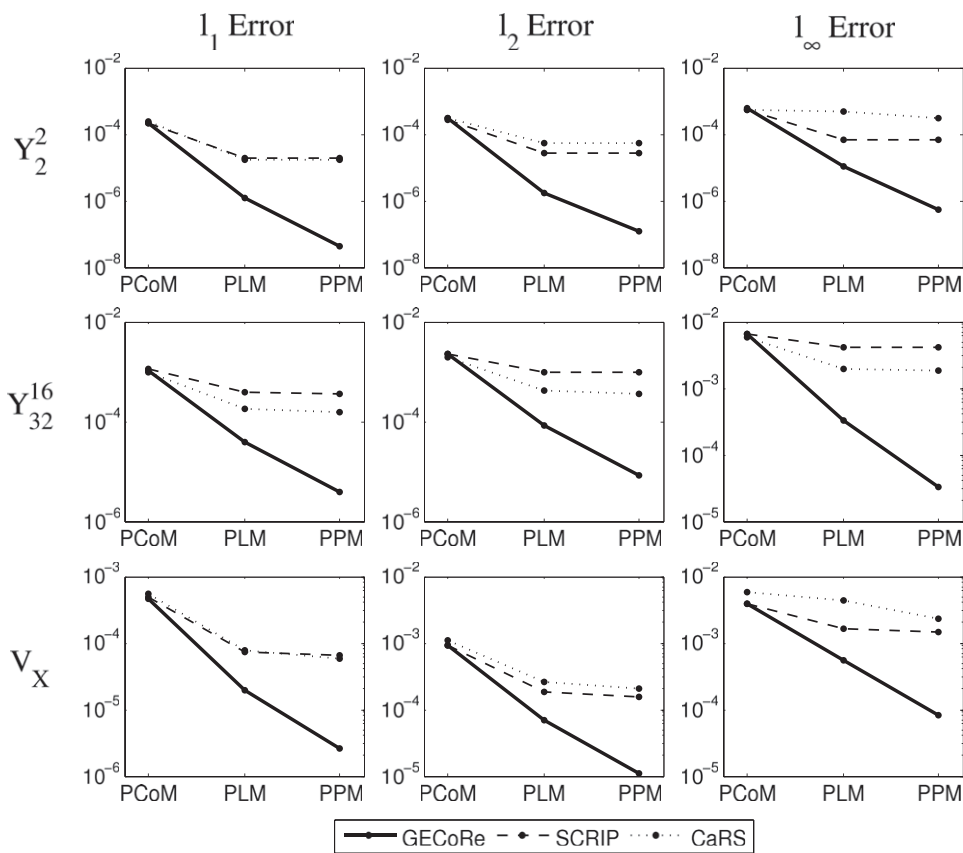 l₁ Error l₂ Error l∞ Error
Y₂²
10⁻² 10⁻⁴ 10⁻⁶ 10⁻⁸
PCoM PLM PPM
10⁻² 10⁻⁴ 10⁻⁶ 10⁻⁸
PCoM PLM PPM
10⁻² 10⁻⁴ 10⁻⁶ 10⁻⁸
PCoM PLM PPM
Y₃₂¹⁶
10⁻² 10⁻⁴ 10⁻⁶
PCoM PLM PPM
10⁻² 10⁻⁴ 10⁻⁶
PCoM PLM PPM
10⁻² 10⁻³ 10⁻⁴ 10⁻⁵
PCoM PLM PPM
V_X
10⁻³ 10⁻⁴ 10⁻⁵ 10⁻⁶
PCoM PLM PPM
10⁻² 10⁻³ 10⁻⁴ 10⁻⁵
PCoM PLM PPM
10⁻² 10⁻³ 10⁻⁴ 10⁻⁵
PCoM PLM PPM
GECoRe SCRIP CaRS